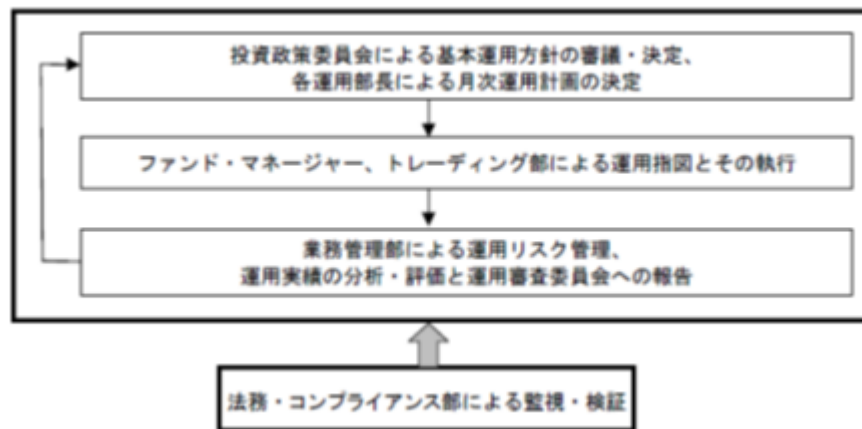 投資政策委員会による基本運用方針の審議・決定、
各運用部長による月次運用計画の決定
ファンド・マネージャー、トレーディング部による運用指図とその執行
業務管理部による運用リスク管理、
運用実績の分析・評価と運用審査委員会への報告
法務・コンプライアンス部による監視・検証